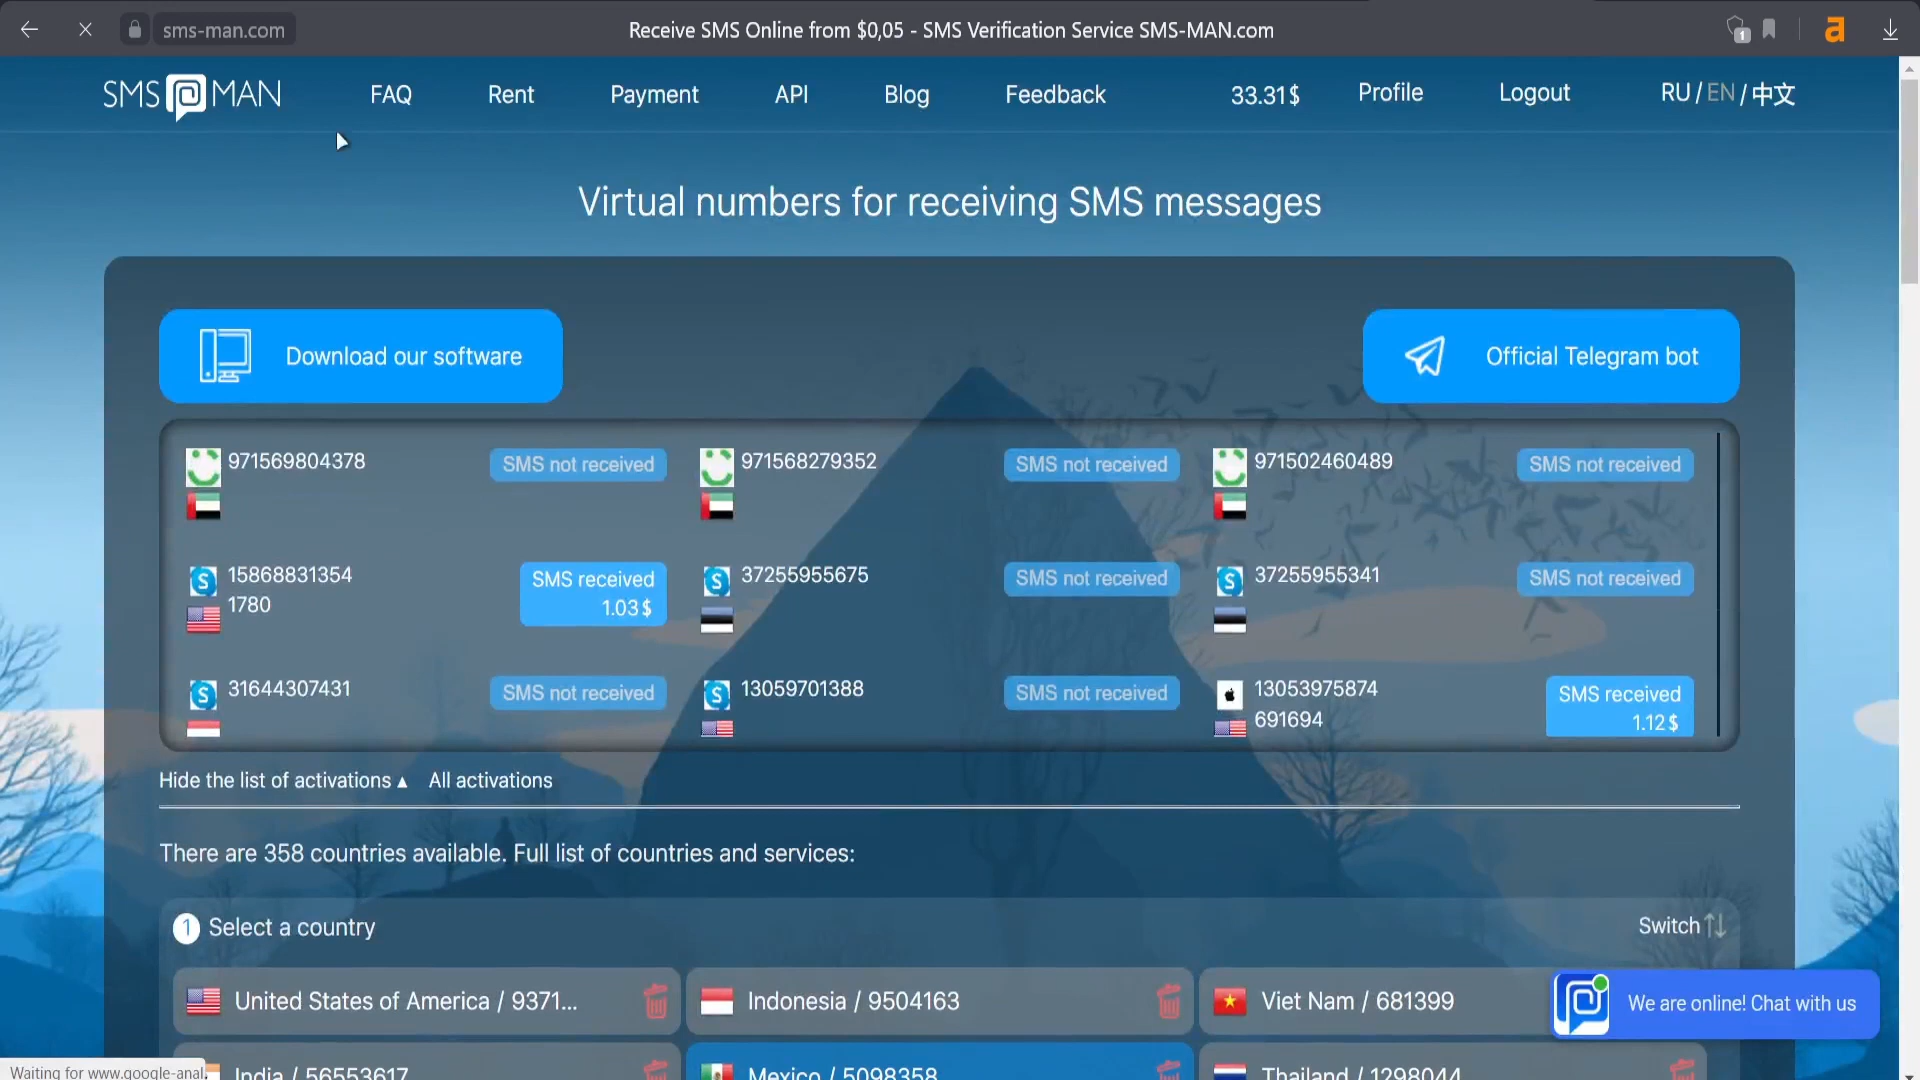 sms-man.com
Receive SMS Online from $0,05 - SMS Verification Service SMS-MAN.com
1
a
SMS MAN
FAQ
Rent
Payment
API
Blog
Feedback
33.31$
Profile
Logout
RU / EN / 中文
Virtual numbers for receiving SMS messages
Download our software
Official Telegram bot
971569804378
SMS not received
971568279352
SMS not received
971502460489
SMS not received
15868831354
1780
SMS received
1.03$
37255955675
SMS not received
37255955341
SMS not received
31644307431
SMS not received
13059701388
SMS not received
13053975874
691694
SMS received
1.12$
Hide the list of activations ▴
All activations
There are 358 countries available. Full list of countries and services:
1 Select a country
Switch
United States of America / 9371...
Indonesia / 9504163
Viet Nam / 681399
We are online! Chat with us
India / 56553617
Mexico / 5098358
Thailand / 1298044
Waiting for www.google-anal